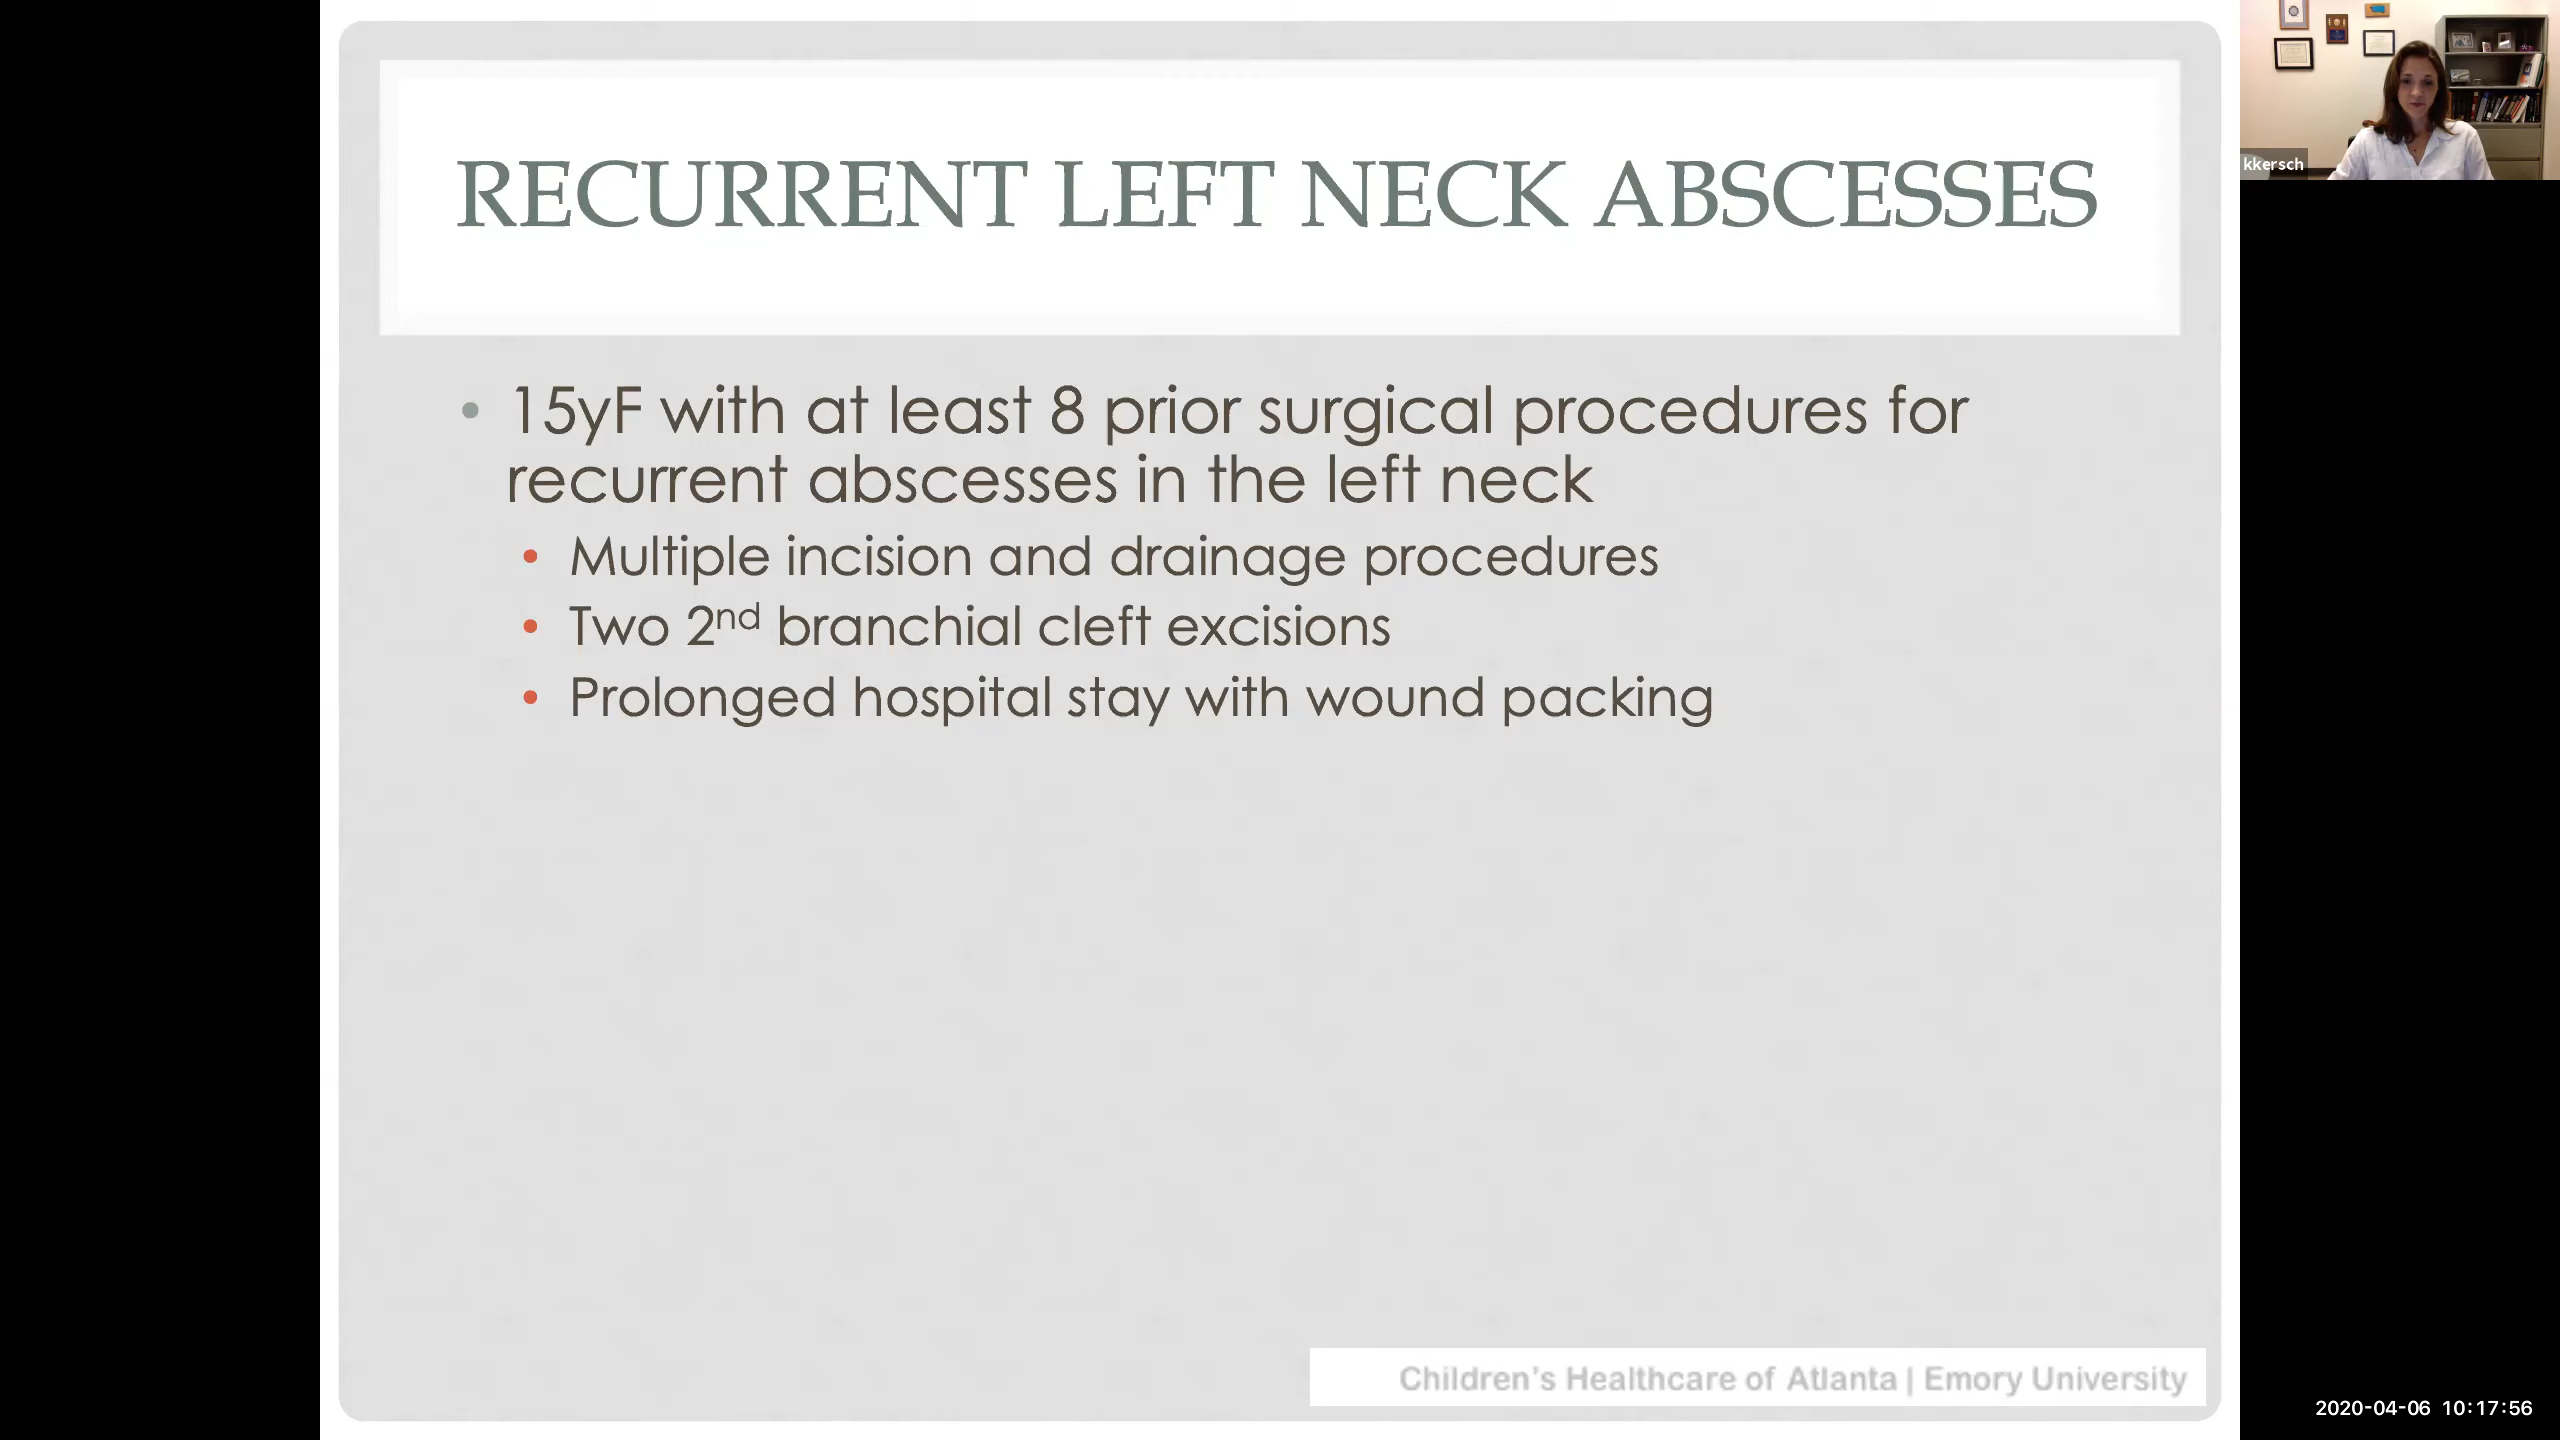 RECURRENT LEFT NECK ABSCESSES
kkersch
• 15yF with at least 8 prior surgical procedures for
recurrent abscesses in the left neck
• Multiple incision and drainage procedures
• Two 2nd branchial cleft excisions
• Prolonged hospital stay with wound packing
Children's Healthcare of Atlanta | Emory University
2020-04-06 10:17:56